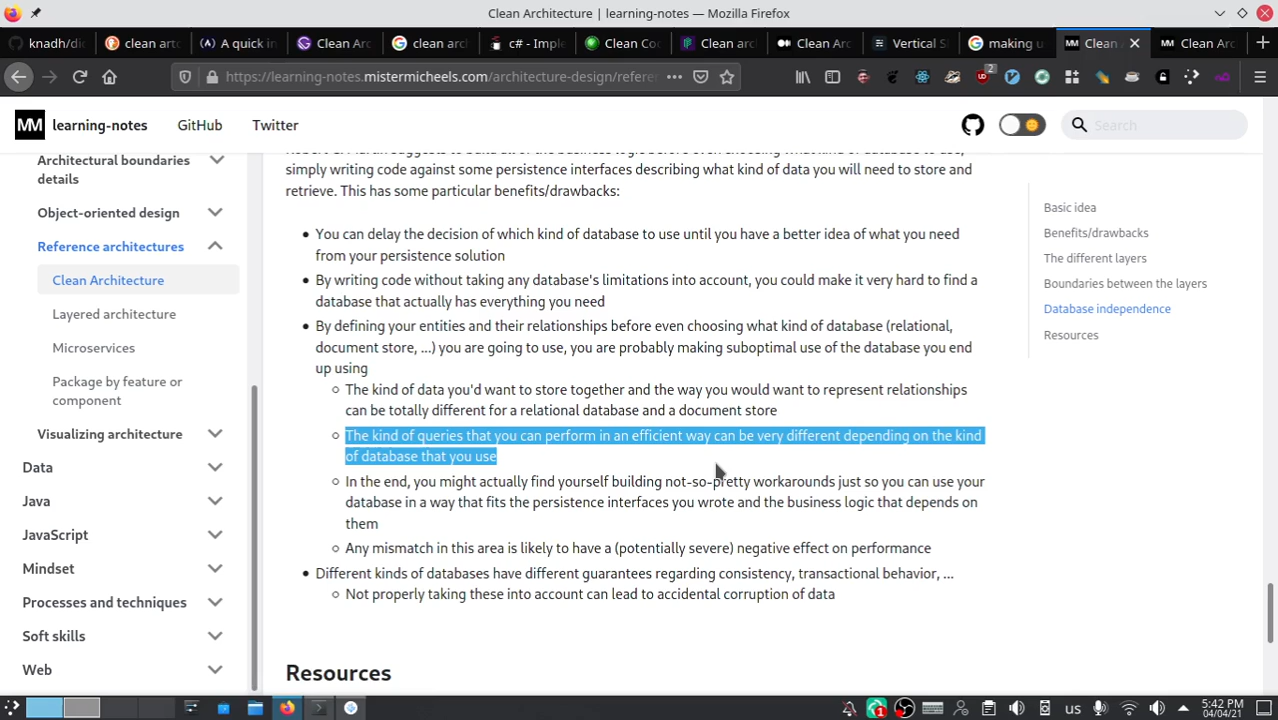 Clean Architecture | learning-notes — Mozilla Firefox
knadh/di
clean arto
A quick in
Clean Arc
clean arc
c# - Imple
Clean Co
Clean arc
Clean Arc
Vertical S
making u
Clean
Clean Arc
https://learning-notes.mistermicheels.com/architecture-design/refere
2
MM learning-notes GitHub Twitter Search
simply writing code against some persistence interfaces describing what kind of data you will need to store and
retrieve. This has some particular benefits/drawbacks:
You can delay the decision of which kind of database to use until you have a better idea of what you need
from your persistence solution
By writing code without taking any database's limitations into account, you could make it very hard to find a
database that actually has everything you need
By defining your entities and their relationships before even choosing what kind of database (relational,
document store, ...) you are going to use, you are probably making suboptimal use of the database you end
up using
The kind of data you'd want to store together and the way you would want to represent relationships
can be totally different for a relational database and a document store
The kind of queries that you can perform in an efficient way can be very different depending on the kind
of database that you use
In the end, you might actually find yourself building not-so-pretty workarounds just so you can use your
database in a way that fits the persistence interfaces you wrote and the business logic that depends on
them
Any mismatch in this area is likely to have a (potentially severe) negative effect on performance
Different kinds of databases have different guarantees regarding consistency, transactional behavior, ...
Not properly taking these into account can lead to accidental corruption of data
Resources
Architectural boundaries
details
Object-oriented design
Reference architectures
Clean Architecture
Layered architecture
Microservices
Package by feature or
component
Visualizing architecture
Data
Java
JavaScript
Mindset
Processes and techniques
Soft skills
Web
Basic idea
Benefits/drawbacks
The different layers
Boundaries between the layers
Database independence
Resources
5:42 PM
04/04/21